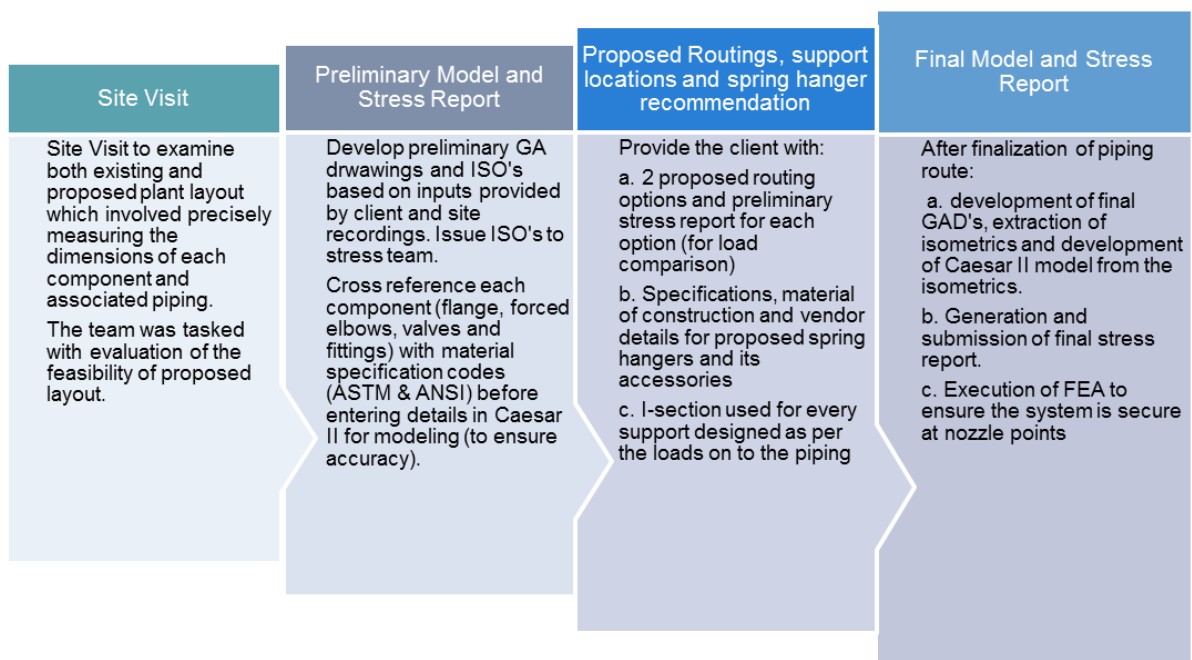 Site Visit
Site Visit to examine
both existing and
proposed plant layout
which involved precisely
measuring the
dimensions of each
component and
associated piping.
The team was tasked
with evaluation of the
feasibility of proposed
layout.
Preliminary Model and
Stress Report
Develop preliminary GA
drwawings and ISO's
based on inputs provided
by client and site
recordings. Issue ISO's to
stress team.
Cross reference each
component (flange, forced
elbows, valves and
fittings) with material
specification codes
(ASTM & ANSI) before
entering details in Caesar
II for modeling (to ensure
accuracy).
Proposed Routings, support
locations and spring hanger
recommendation
Provide the client with:
a. 2 proposed routing
options and preliminary
stress report for each
option (for load
comparison)
b. Specifications, material
of construction and vendor
details for proposed spring
hangers and its
accessories
c. I-section used for every
support designed as per
the loads on to the piping
Final Model and Stress
Report
After finalization of piping
route:
a. development of final
GAD's, extraction of
isometrics and development
of Caesar II model from the
isometrics.
b. Generation and
submission of final stress
report.
c. Execution of FEA to
ensure the system is secure
at nozzle points